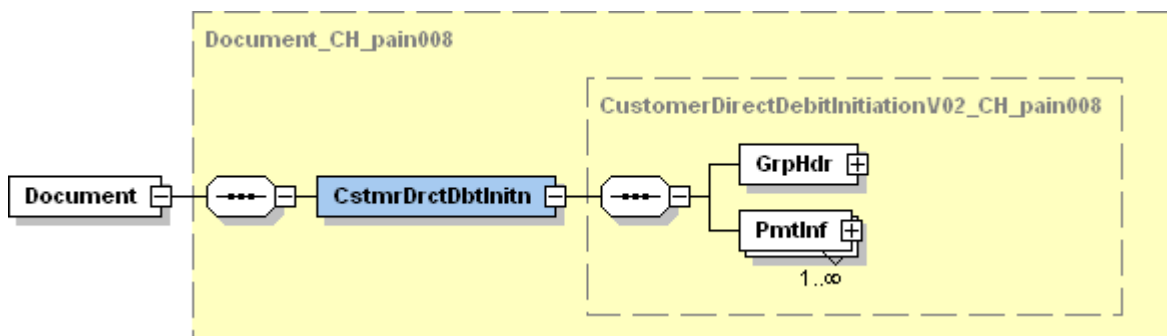 Document_CH_pain008
CustomerDirectDebitInitiationV02_CH_pain008
GrpHdr
Document
CstmrDrctDbtInitn
PmtInf
1..∞